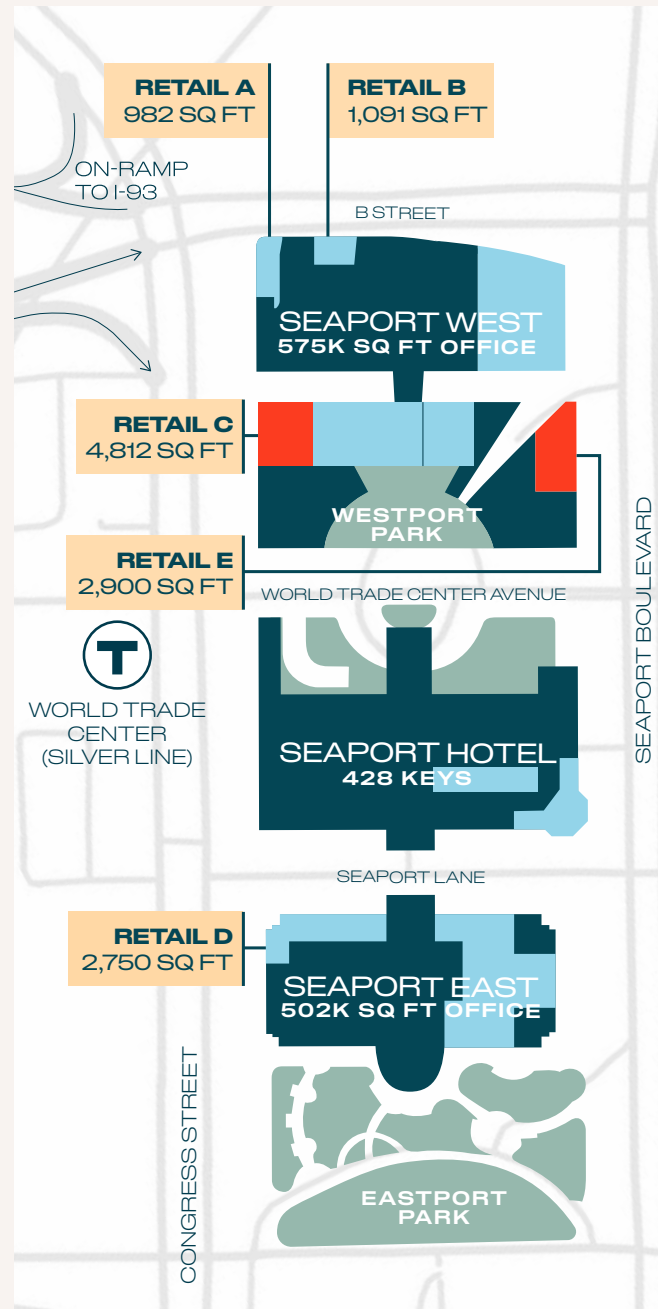 RETAIL A
982 SQ FT
RETAIL B
1,091 SQ FT
ON-RAMP
TO I-93
B STREET
SEAPORT WEST
575K SQ FT OFFICE
RETAIL C
4,812 SQ FT
WESTPORT
PARK
RETAIL E
2,900 SQ FT
WORLD TRADE CENTER AVENUE
SEAPORT BOULEVARD
T
WORLD TRADE
CENTER
(SILVER LINE)
SEAPORT HOTEL
428 KEYS
SEAPORT LANE
RETAIL D
2,750 SQ FT
SEAPORT EAST
502K SQ FT OFFICE
CONGRESS STREET
EASTPORT
PARK